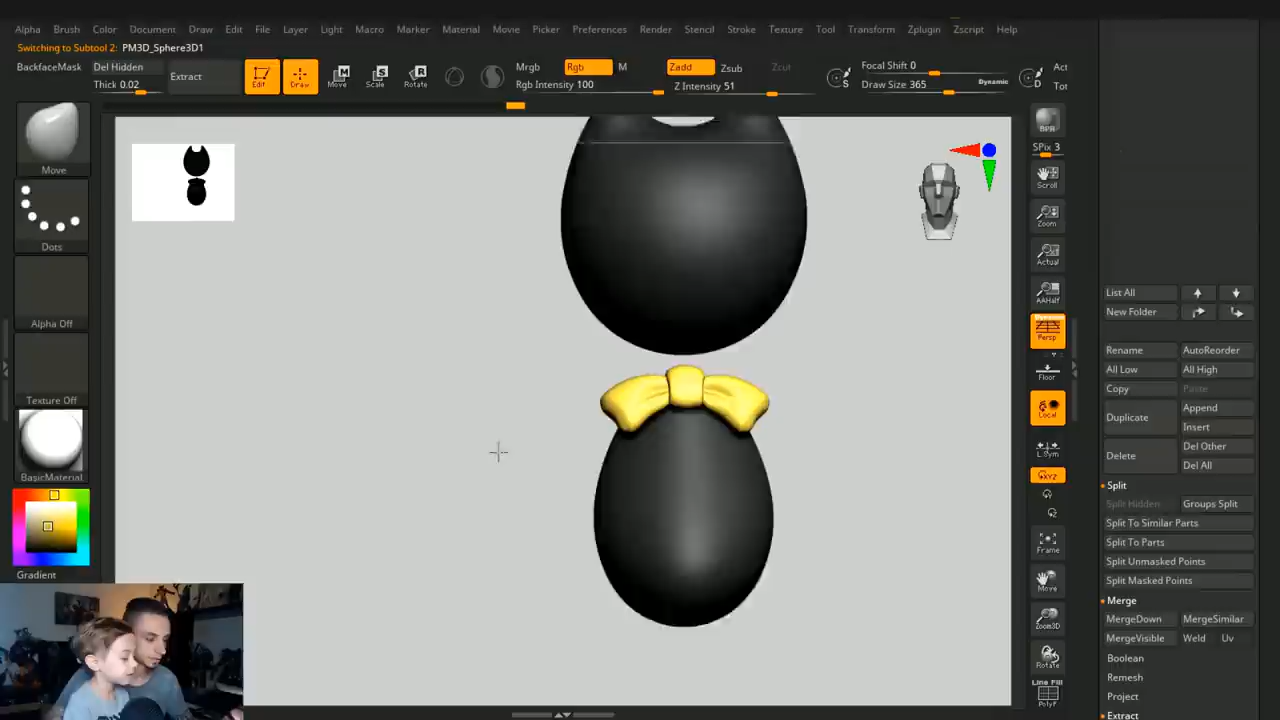 Alpha Brush Color Document Draw Edit File Layer Light Macro Marker Material Movie Picker Preferences Render Stencil Stroke Texture Tool Transform Zplugin Zscript Help
Switching to Subtool 2: PM3D_Sphere3D1
BackfaceMask Del Hidden Extract Mrgb Rgb M Zadd Zsub Zcut Focal Shift 0 Dynamic Act
Thick 0.02 Edit Draw Move Scale Rotate Rgb Intensity 100 Z Intensity 51 S Draw Size 365 D Tot
BPR
SPix 3
Move
Scroll
Dots
Zoom
Actual
AAHalf
Alpha Off
Dynamic
Persp
Texture Off
Floor
Local
BasicMaterial
L.Sym
XYZ
Gradient
Frame
Move
Zoom3D
Rotate
Line Fill
PolyF
List All
New Folder
Rename AutoReorder
All Low All High
Copy Paste
Duplicate Append
Insert
Delete Del Other
Del All
Split
Split Hidden Groups Split
Split To Similar Parts
Split To Parts
Split Unmasked Points
Split Masked Points
Merge
MergeDown MergeSimilar
MergeVisible Weld Uv
Boolean
Remesh
Project
Extract